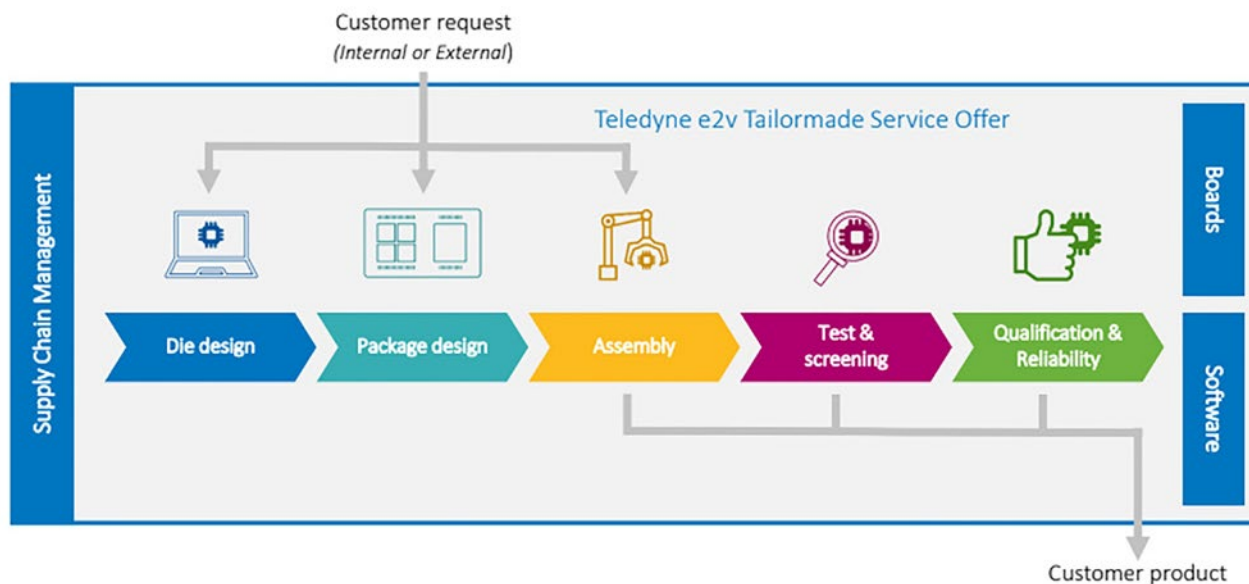 Customer request
(Internal or External)
Teledyne e2v Tailormade Service Offer
Supply Chain Management
Boards
Die design
Package design
Assembly
Test &
screening
Qualification &
Reliability
Software
Customer product